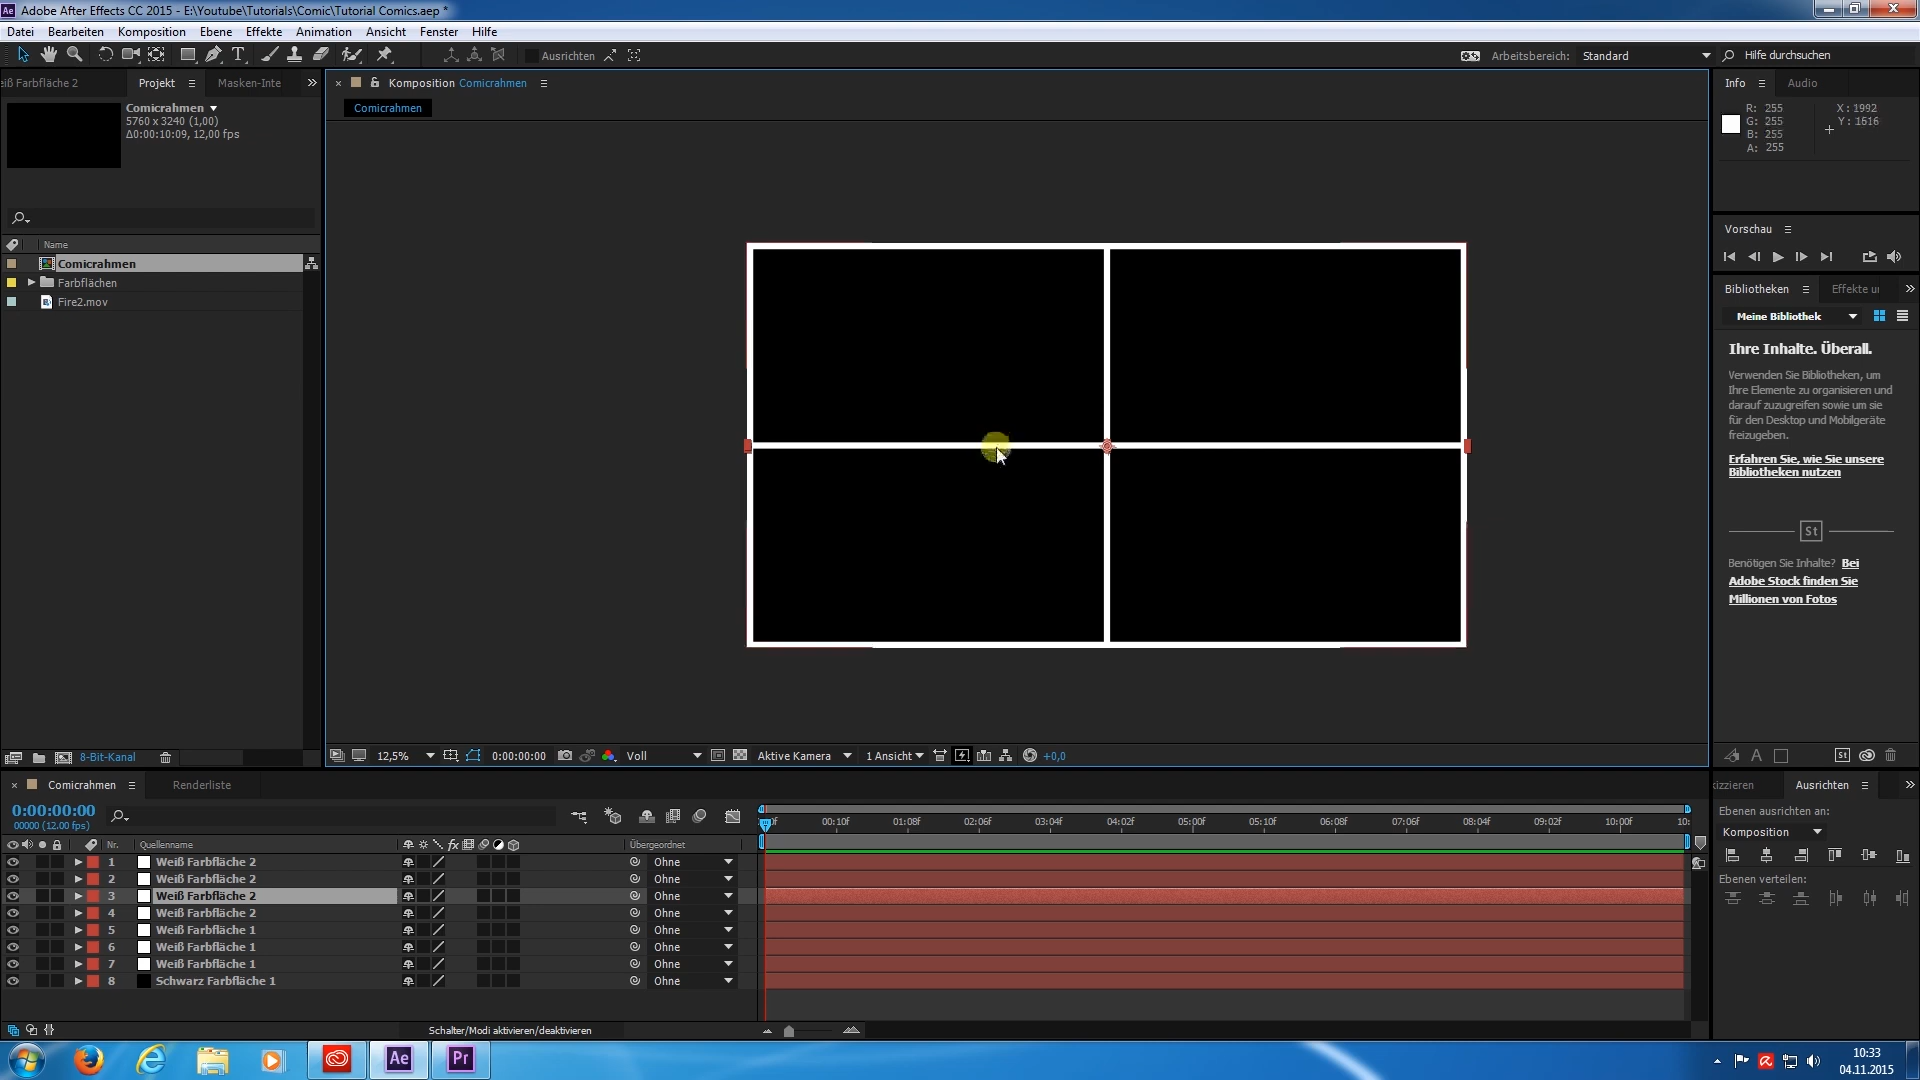 Adobe After Effects CC 2015 - E:\Youtube\Tutorials\Comic\Tutorial Comics.aep *
Datei Bearbeiten Komposition Ebene Effekte Animation Ansicht Fenster Hilfe
Ausrichten
Arbeitsbereich: Standard
Hilfe durchsuchen
iß Farbfläche 2 Projekt Masken-Inte
Comicrahmen
5760 x 3240 (1,00)
Δ0:00:10:09, 12,00 fps
Name
Comicrahmen
Farbflächen
Fire2.mov
8-Bit-Kanal
Komposition Comicrahmen
Comicrahmen
12,5% 0:00:00:00 Voll Aktive Kamera 1 Ansicht +0,0
Info Audio
R: 255 X: 1992
G: 255 Y: 1616
B: 255
A: 255
Vorschau
Bibliotheken Effekte ur
Meine Bibliothek
Ihre Inhalte. Überall.
Verwenden Sie Bibliotheken, um
Ihre Elemente zu organisieren und
darauf zuzugreifen sowie um sie
für den Desktop und Mobilgeräte
freizugeben.
Erfahren Sie, wie Sie unsere
Bibliotheken nutzen
St
Benötigen Sie Inhalte? Bei
Adobe Stock finden Sie
Millionen von Fotos
St
Comicrahmen Renderliste
0:00:00:00
00000 (12.00 fps)
0f 00:10f 01:08f 02:06f 03:04f 04:02f 05:00f 05:10f 06:08f 07:06f 08:04f 09:02f 10:00f 10:
Nr. Quellenname Übergeordnet
1 Weiß Farbfläche 2 Ohne
2 Weiß Farbfläche 2 Ohne
3 Weiß Farbfläche 2 Ohne
4 Weiß Farbfläche 2 Ohne
5 Weiß Farbfläche 1 Ohne
6 Weiß Farbfläche 1 Ohne
7 Weiß Farbfläche 1 Ohne
8 Schwarz Farbfläche 1 Ohne
Schalter/Modi aktivieren/deaktivieren
izzieren Ausrichten
Ebenen ausrichten an:
Komposition
Ebenen verteilen:
Ae Pr
10:33
04.11.2015